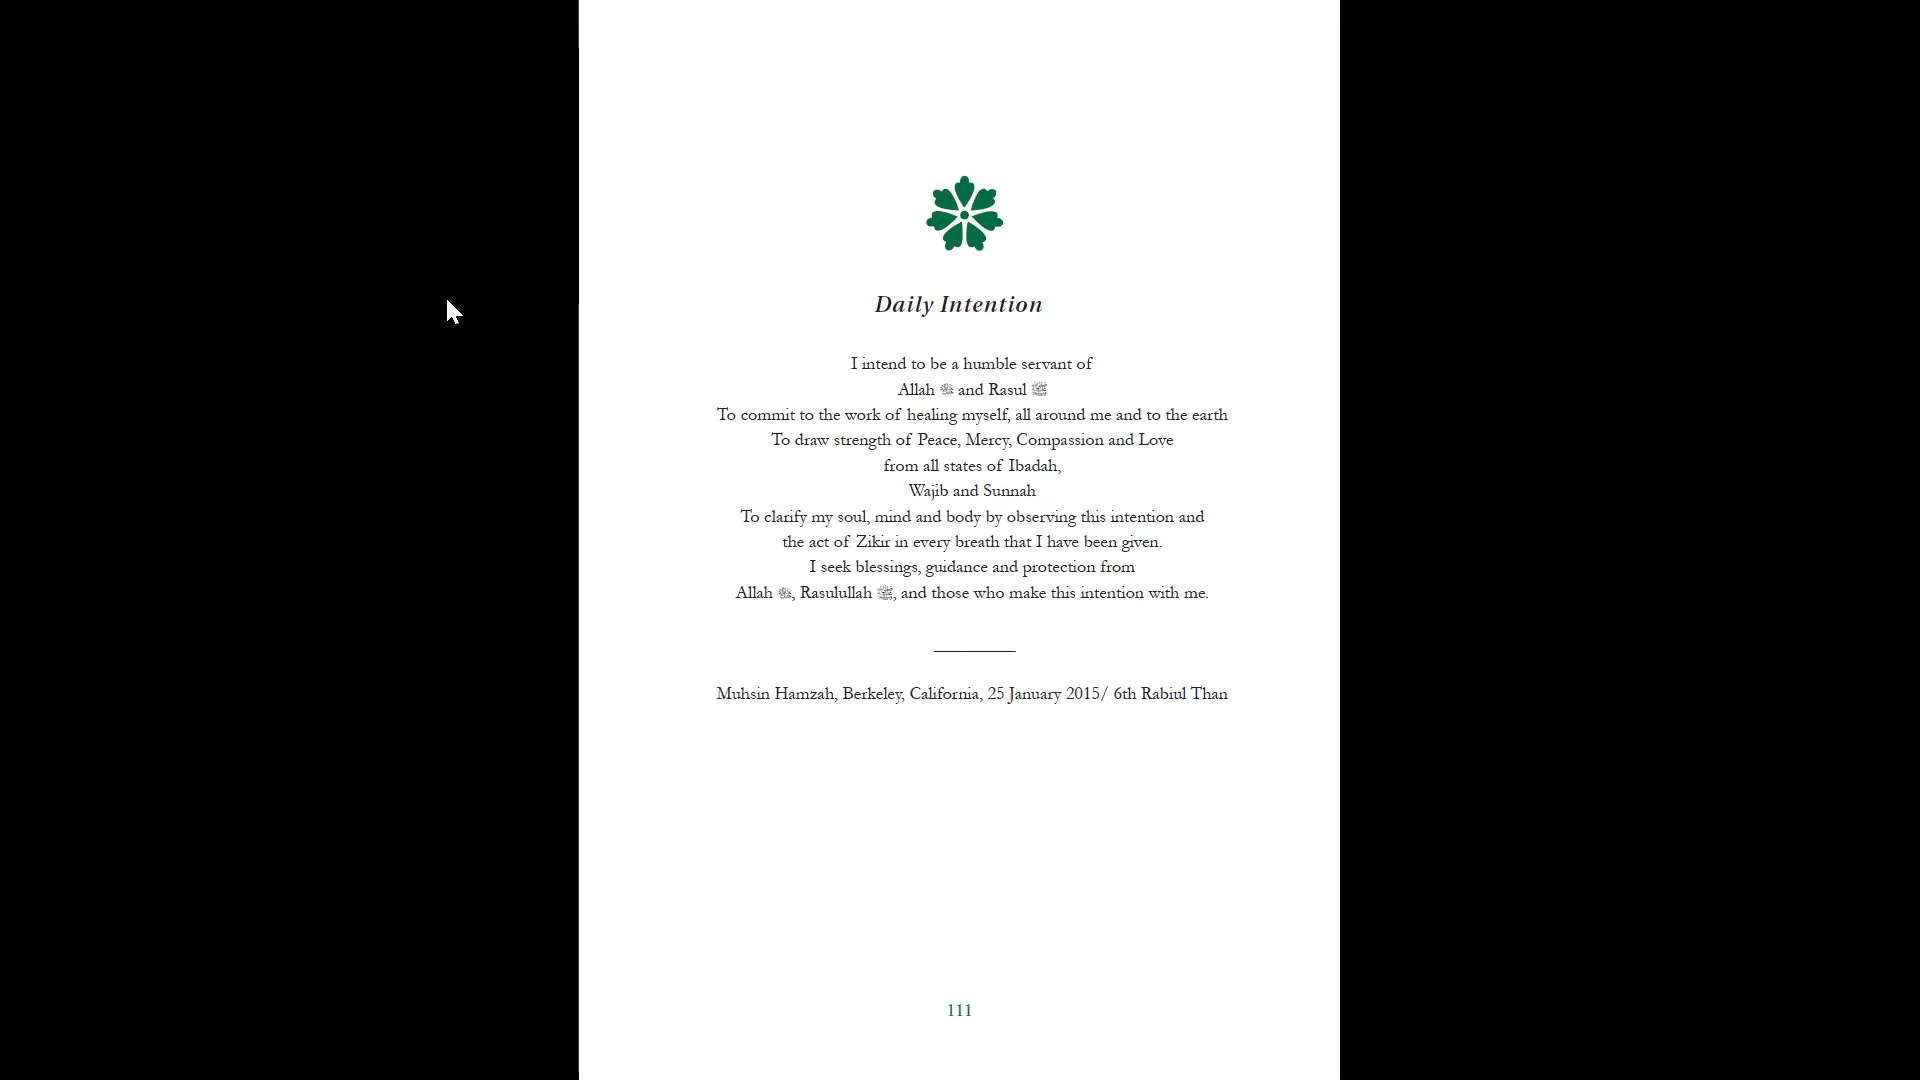 Daily Intention
I intend to be a humble servant of
Allah ﷻ and Rasul ﷺ
To commit to the work of healing myself, all around me and to the earth
To draw strength of Peace, Mercy, Compassion and Love
from all states of Ibadah,
Wajib and Sunnah
To clarify my soul, mind and body by observing this intention and
the act of Zikir in every breath that I have been given.
I seek blessings, guidance and protection from
Allah ﷻ, Rasulullah ﷺ, and those who make this intention with me.
Muhsin Hamzah, Berkeley, California, 25 January 2015/ 6th Rabiul Than
111